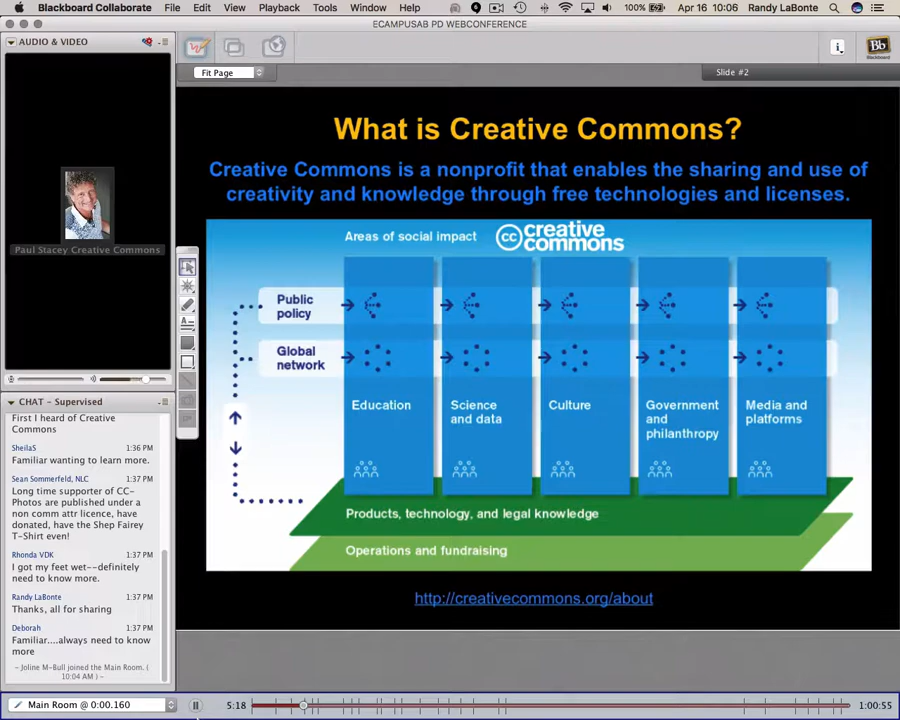 Blackboard Collaborate File Edit View Playback Tools Window Help 100% Apr 16 10:06 Randy LaBonte
ECAMPUSAB PD WEBCONFERENCE
AUDIO & VIDEO
Paul Stacey Creative Commons
CHAT - Supervised
First I heard of Creative
Commons
SheilaS 1:36 PM
Familiar wanting to learn more.
Sean Sommerfeld, NLC 1:37 PM
Long time supporter of CC-
Photos are published under a
non comm attr licence, have
donated, have the Shep Fairey
T-Shirt even!
Rhonda VDK 1:37 PM
I got my feet wet--definitely
need to know more.
Randy LaBonte 1:37 PM
Thanks, all for sharing
Deborah 1:37 PM
Familiar....always need to know
more
~ Joline M-Bull joined the Main Room. (
10:04 AM ) ~
Fit Page
Slide #2
i
Bb
Blackboard
What is Creative Commons?
Creative Commons is a nonprofit that enables the sharing and use of
creativity and knowledge through free technologies and licenses.
Areas of social impact
cc creative
commons
Public
policy
Global
network
Education
Science
and data
Culture
Government
and
philanthropy
Media and
platforms
Products, technology, and legal knowledge
Operations and fundraising
http://creativecommons.org/about
Main Room @ 0:00.160
5:18
1:00:55